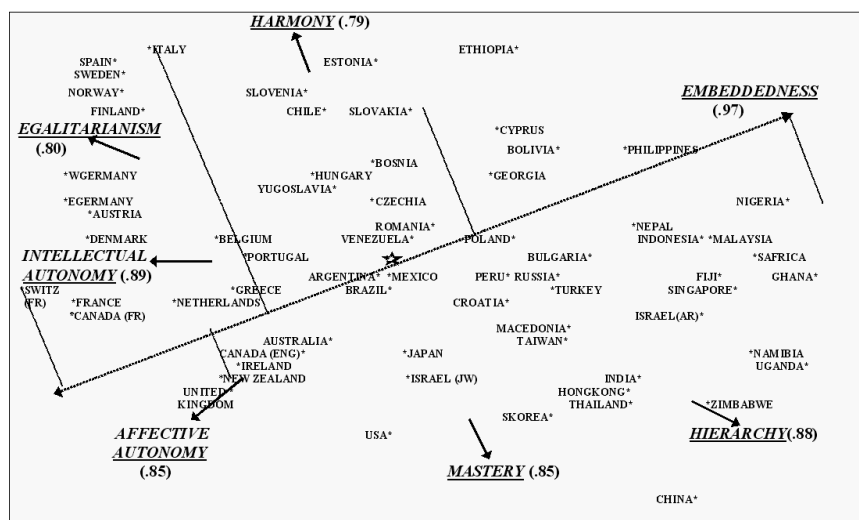 HARMONY (.79)
*ITALY
ETHIOPIA*
SPAIN*
ESTONIA*
SWEDEN*
NORWAY*
SLOVENIA*
EMBEDDEDNESS
(.97)
FINLAND*
CHILE*
SLOVAKIA*
EGALITARIANISM
(.80)
*CYPRUS
BOLIVIA*
*PHILIPPINES
*BOSNIA
*WGERMANY
*HUNGARY
*GEORGIA
YUGOSLAVIA*
*EGERMANY
*CZECHIA
NIGERIA*
*AUSTRIA
ROMANIA*
*NEPAL
*DENMARK
*BELGIUM
VENEZUELA*
*POLAND*
INDONESIA*
*MALAYSIA
INTELLECTUAL
AUTONOMY (.89)
*PORTUGAL
BULGARIA*
*SAFRICA
ARGENTINA*
*MEXICO
PERU*
RUSSIA*
FIJI*
GHANA*
*SWITZ
(FR)
*GREECE
BRAZIL*
*TURKEY
SINGAPORE*
*FRANCE
*NETHERLANDS
CROATIA*
*CANADA (FR)
ISRAEL(AR)*
MACEDONIA*
AUSTRALIA*
TAIWAN*
CANADA (ENG)*
*JAPAN
*NAMIBIA
*IRELAND
UGANDA*
*NEW ZEALAND
*ISRAEL (JW)
INDIA*
UNITED*
KINGDOM
HONGKONG*
THAILAND*
*ZIMBABWE
SKOREA*
AFFECTIVE
AUTONOMY
(.85)
USA*
HIERARCHY(.88)
MASTERY (.85)
CHINA*